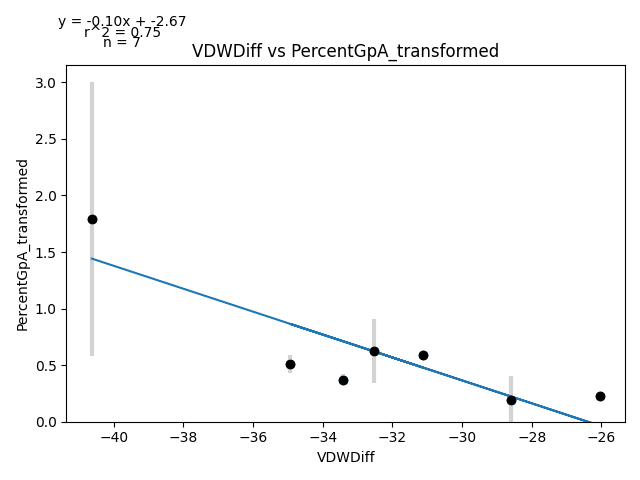 y = -0.10x + -2.67
r^2 = 0.75
n = 7
VDWDiff vs PercentGpA_transformed
3.0
2.5
2.0
1.5
1.0
0.5
0.0
PercentGpA_transformed
−40 −38 −36 −34 −32 −30 −28 −26
VDWDiff